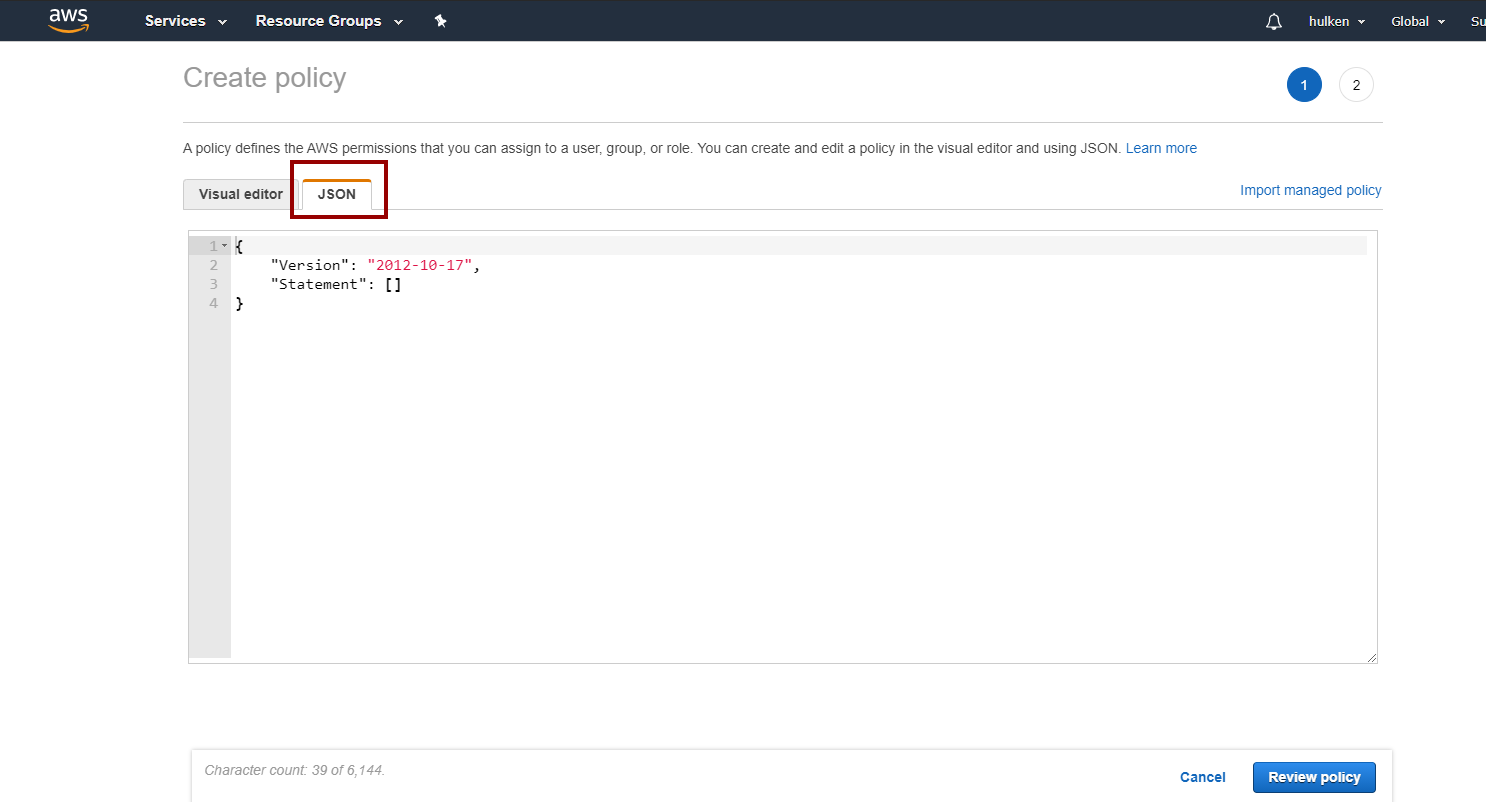 aws Services Resource Groups hulken Global Su
Create policy
1 2
A policy defines the AWS permissions that you can assign to a user, group, or role. You can create and edit a policy in the visual editor and using JSON. Learn more
Visual editor JSON Import managed policy
1 {
2     "Version": "2012-10-17",
3     "Statement": []
4 }
Character count: 39 of 6,144.
Cancel Review policy